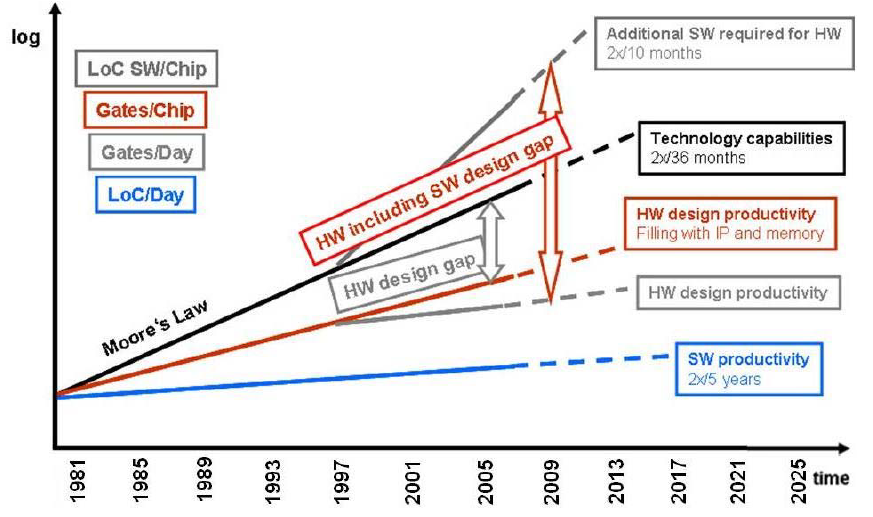 log
LoC SW/Chip
Gates/Chip
Gates/Day
LoC/Day
Additional SW required for HW
2x/10 months
Technology capabilities
2x/36 months
HW design productivity
Filling with IP and memory
HW design productivity
SW productivity
2x/5 years
HW including SW design gap
HW design gap
Moore's Law
1981 1985 1989 1993 1997 2001 2005 2009 2013 2017 2021 2025 time